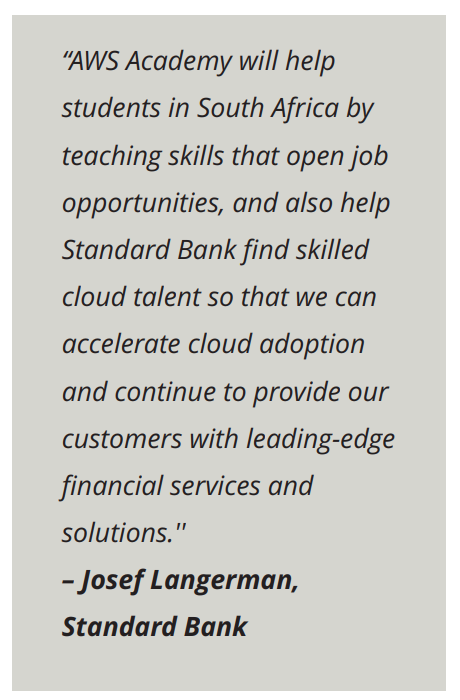 “AWS Academy will help
students in South Africa by
teaching skills that open job
opportunities, and also help
Standard Bank find skilled
cloud talent so that we can
accelerate cloud adoption
and continue to provide our
customers with leading-edge
financial services and
solutions.''
– Josef Langerman,
Standard Bank